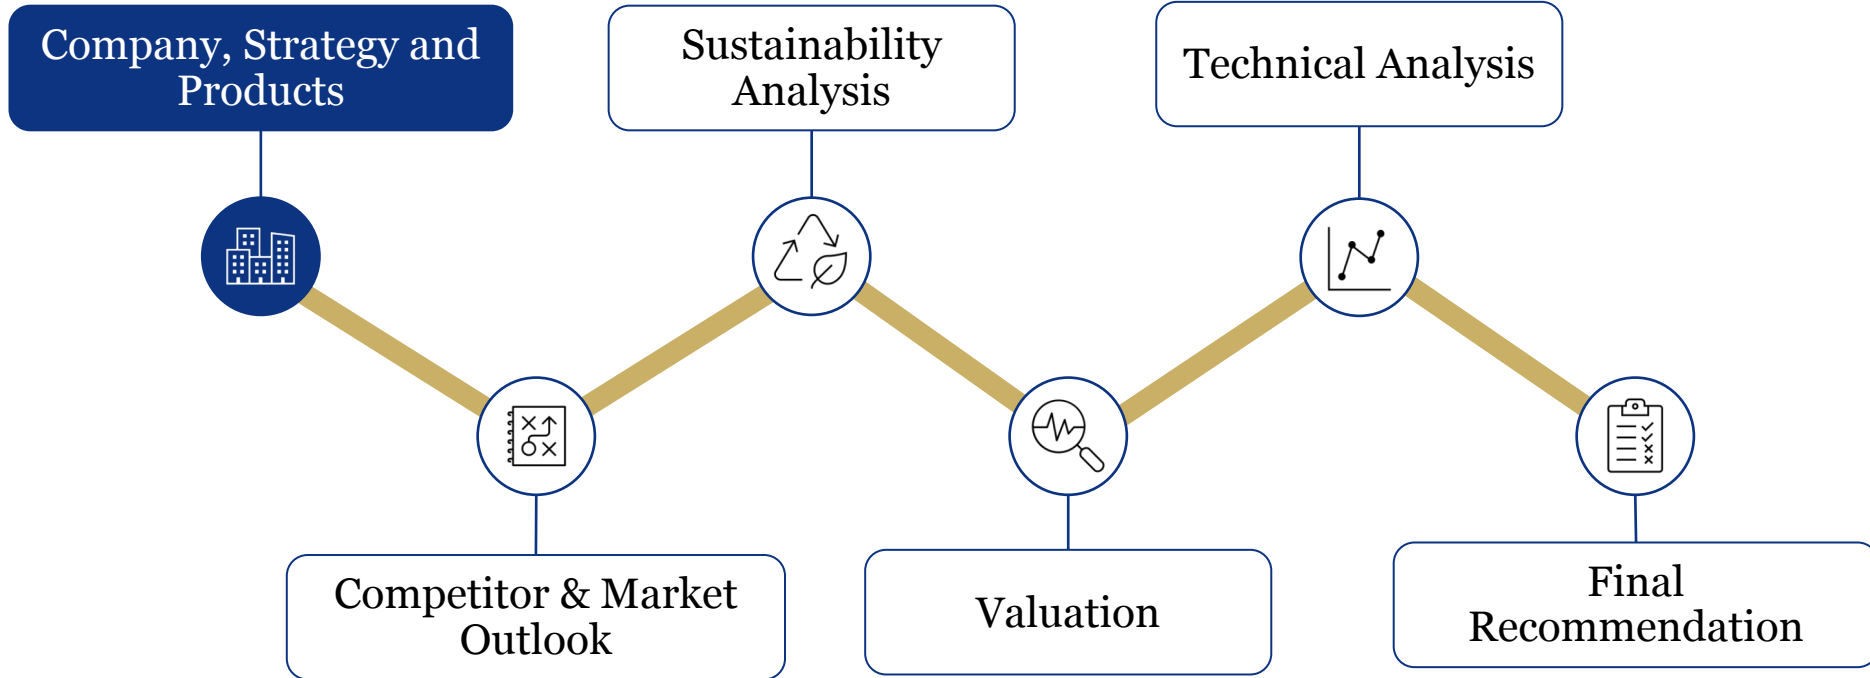 Company, Strategy and
Products
Sustainability
Analysis
Technical Analysis
Competitor & Market
Outlook
Valuation
Final
Recommendation